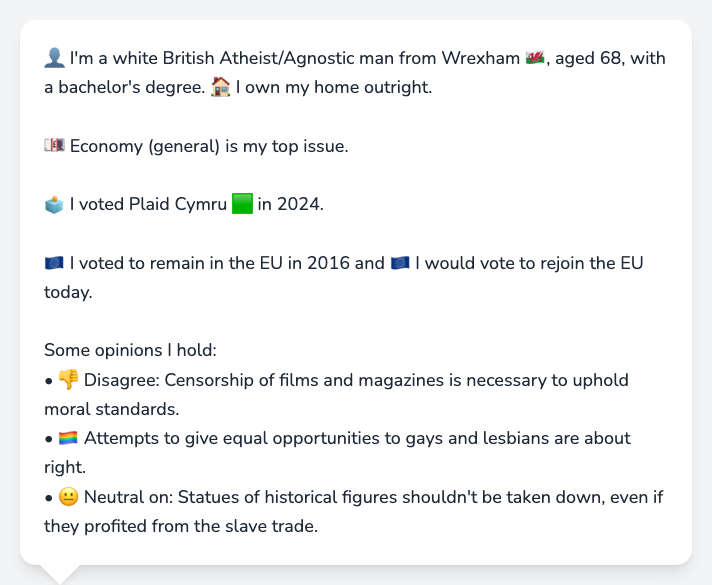 👤 I'm a white British Atheist/Agnostic man from Wrexham 🏴󠁧󠁢󠁷󠁬󠁳󠁿, aged 68, with
a bachelor's degree. 🏠 I own my home outright.
💷 Economy (general) is my top issue.
🗳️ I voted Plaid Cymru 🟩 in 2024.
🇪🇺 I voted to remain in the EU in 2016 and 🇪🇺 I would vote to rejoin the EU
today.
Some opinions I hold:
• 👎 Disagree: Censorship of films and magazines is necessary to uphold
moral standards.
• 🏳️‍🌈 Attempts to give equal opportunities to gays and lesbians are about
right.
• 😐 Neutral on: Statues of historical figures shouldn't be taken down, even if
they profited from the slave trade.